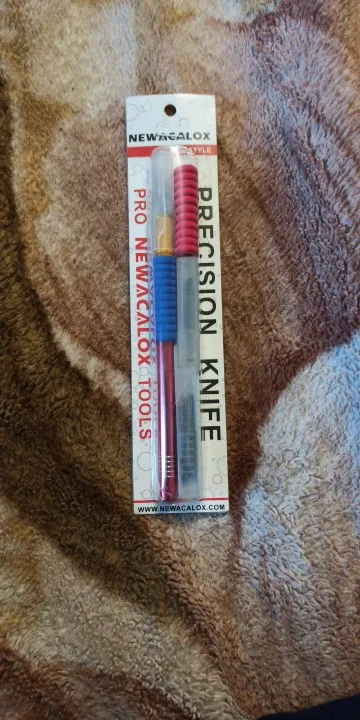 NEWACALOX
STYLE
PRECISION KNIFE
PRO NEWACALOX TOOLS
WWW.NEWACALOX.COM